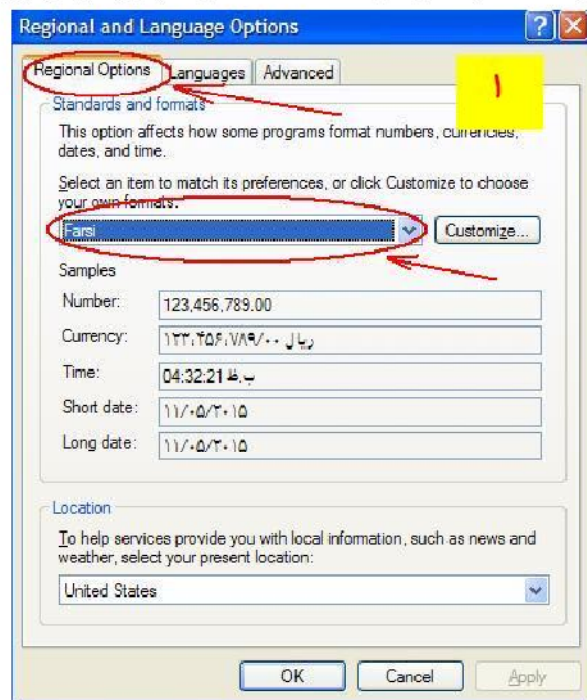 Regional and Language Options
Regional Options Languages Advanced
۱
Standards and formats
This option affects how some programs format numbers, currencies,
dates, and time.
Select an item to match its preferences, or click Customize to choose
your own formats:
Farsi Customize...
Samples
Number: 123,456,789.00
Currency: ریال ۱۲۳،۴۵۶،۷۸۹/۰۰
Time: 04:32:21 ب.ظ
Short date: ۱۱/۰۵/۲۰۱۵
Long date: ۱۱/۰۵/۲۰۱۵
Location
To help services provide you with local information, such as news and
weather, select your present location:
United States
OK Cancel Apply